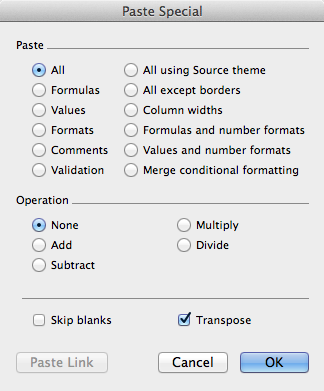 Paste Special
Paste
All
All using Source theme
Formulas
All except borders
Values
Column widths
Formats
Formulas and number formats
Comments
Values and number formats
Validation
Merge conditional formatting
Operation
None
Multiply
Add
Divide
Subtract
Skip blanks
Transpose
Paste Link
Cancel
OK